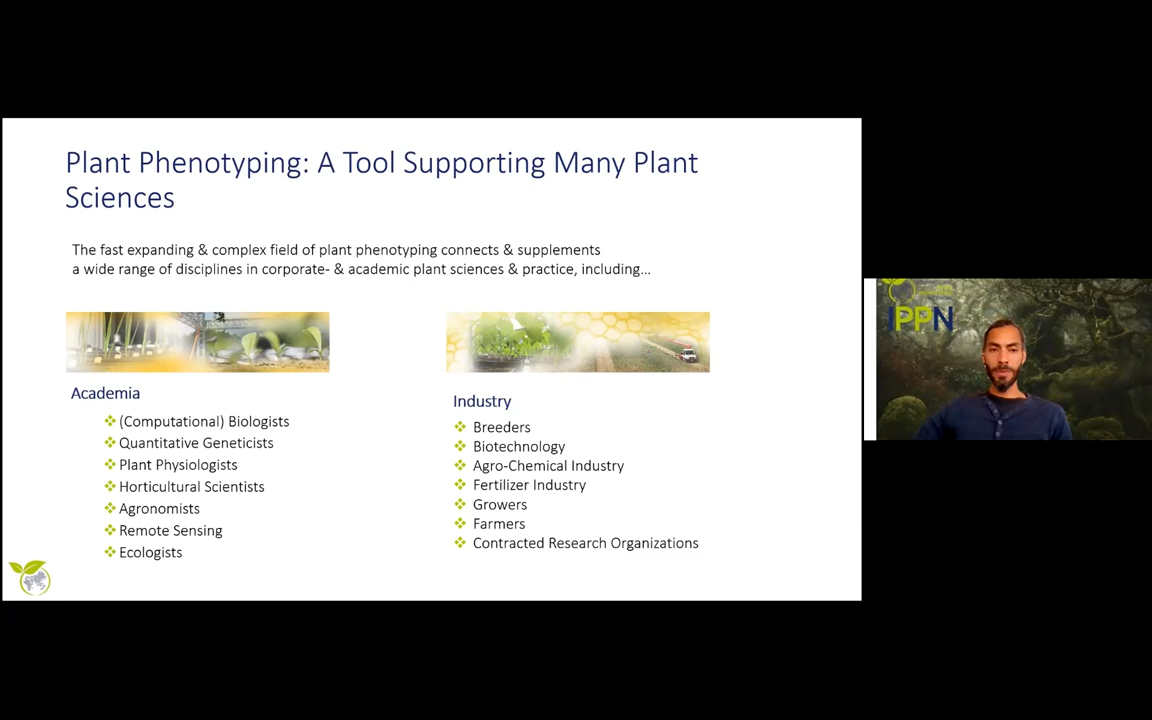 Plant Phenotyping: A Tool Supporting Many Plant
Sciences
The fast expanding & complex field of plant phenotyping connects & supplements
a wide range of disciplines in corporate- & academic plant sciences & practice, including...
Academia
(Computational) Biologists
Quantitative Geneticists
Plant Physiologists
Horticultural Scientists
Agronomists
Remote Sensing
Ecologists
Industry
Breeders
Biotechnology
Agro-Chemical Industry
Fertilizer Industry
Growers
Farmers
Contracted Research Organizations
IPPN